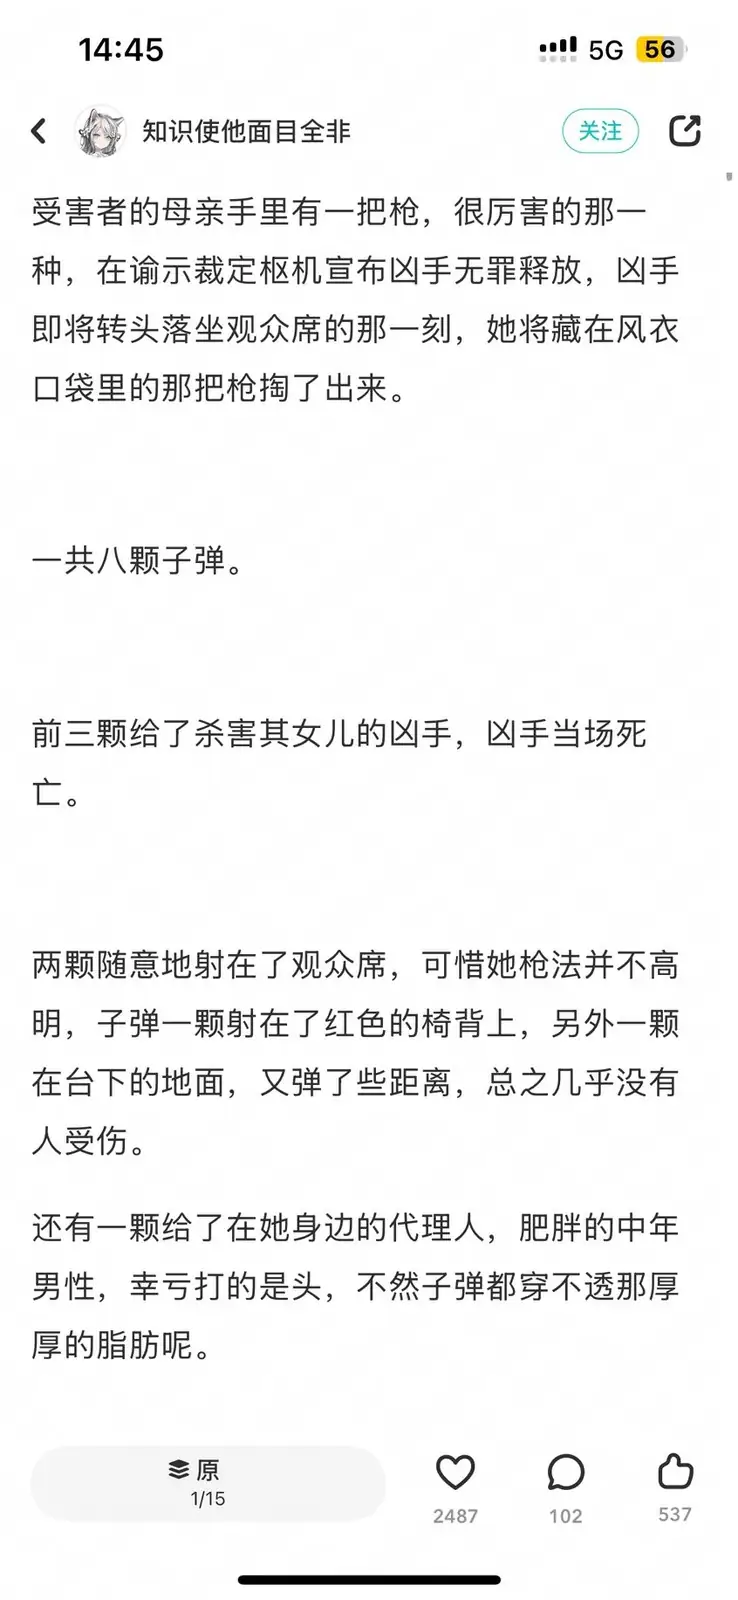 14:45
5G
56
知识使他面目全非
关注
受害者的母亲手里有一把枪，很厉害的那一
种，在谕示裁定枢机宣布凶手无罪释放，凶手
即将转头落坐观众席的那一刻，她将藏在风衣
口袋里的那把枪掏了出来。
一共八颗子弹。
前三颗给了杀害其女儿的凶手，凶手当场死
亡。
两颗随意地射在了观众席，可惜她枪法并不高
明，子弹一颗射在了红色的椅背上，另外一颗
在台下的地面，又弹了些距离，总之几乎没有
人受伤。
还有一颗给了在她身边的代理人，肥胖的中年
男性，幸亏打的是头，不然子弹都穿不透那厚
厚的脂肪呢。
原
1/15
2487
102
537